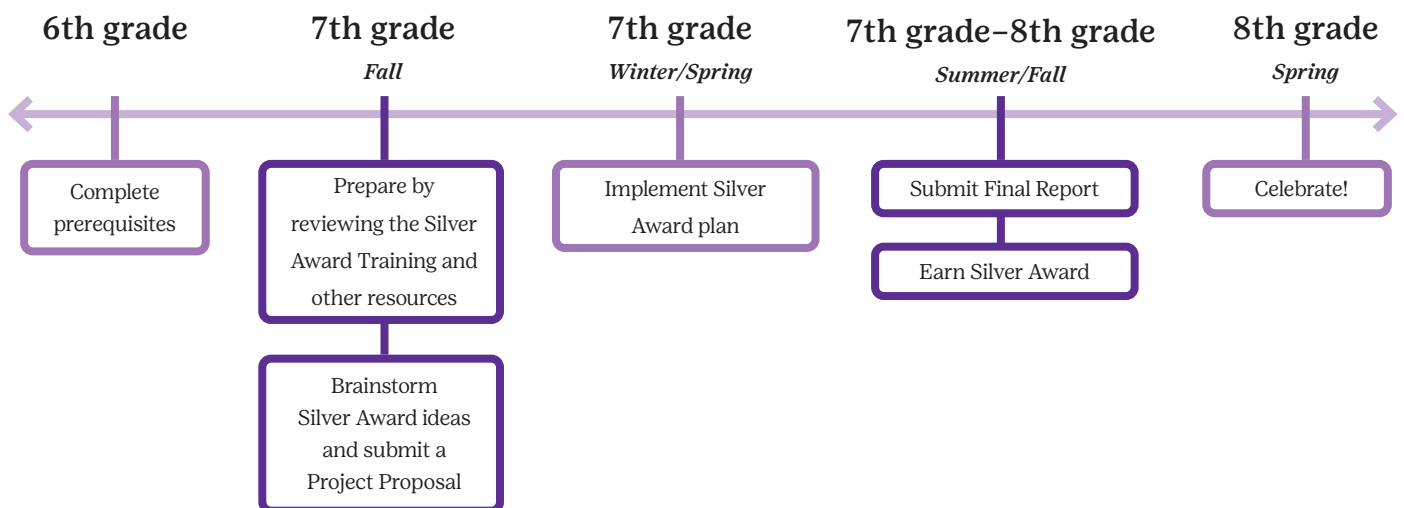 6th grade
7th grade
Fall
7th grade
Winter/Spring
7th grade–8th grade
Summer/Fall
8th grade
Spring
Complete
prerequisites
Prepare by
reviewing the Silver
Award Training and
other resources
Brainstorm
Silver Award ideas
and submit a
Project Proposal
Implement Silver
Award plan
Submit Final Report
Earn Silver Award
Celebrate!